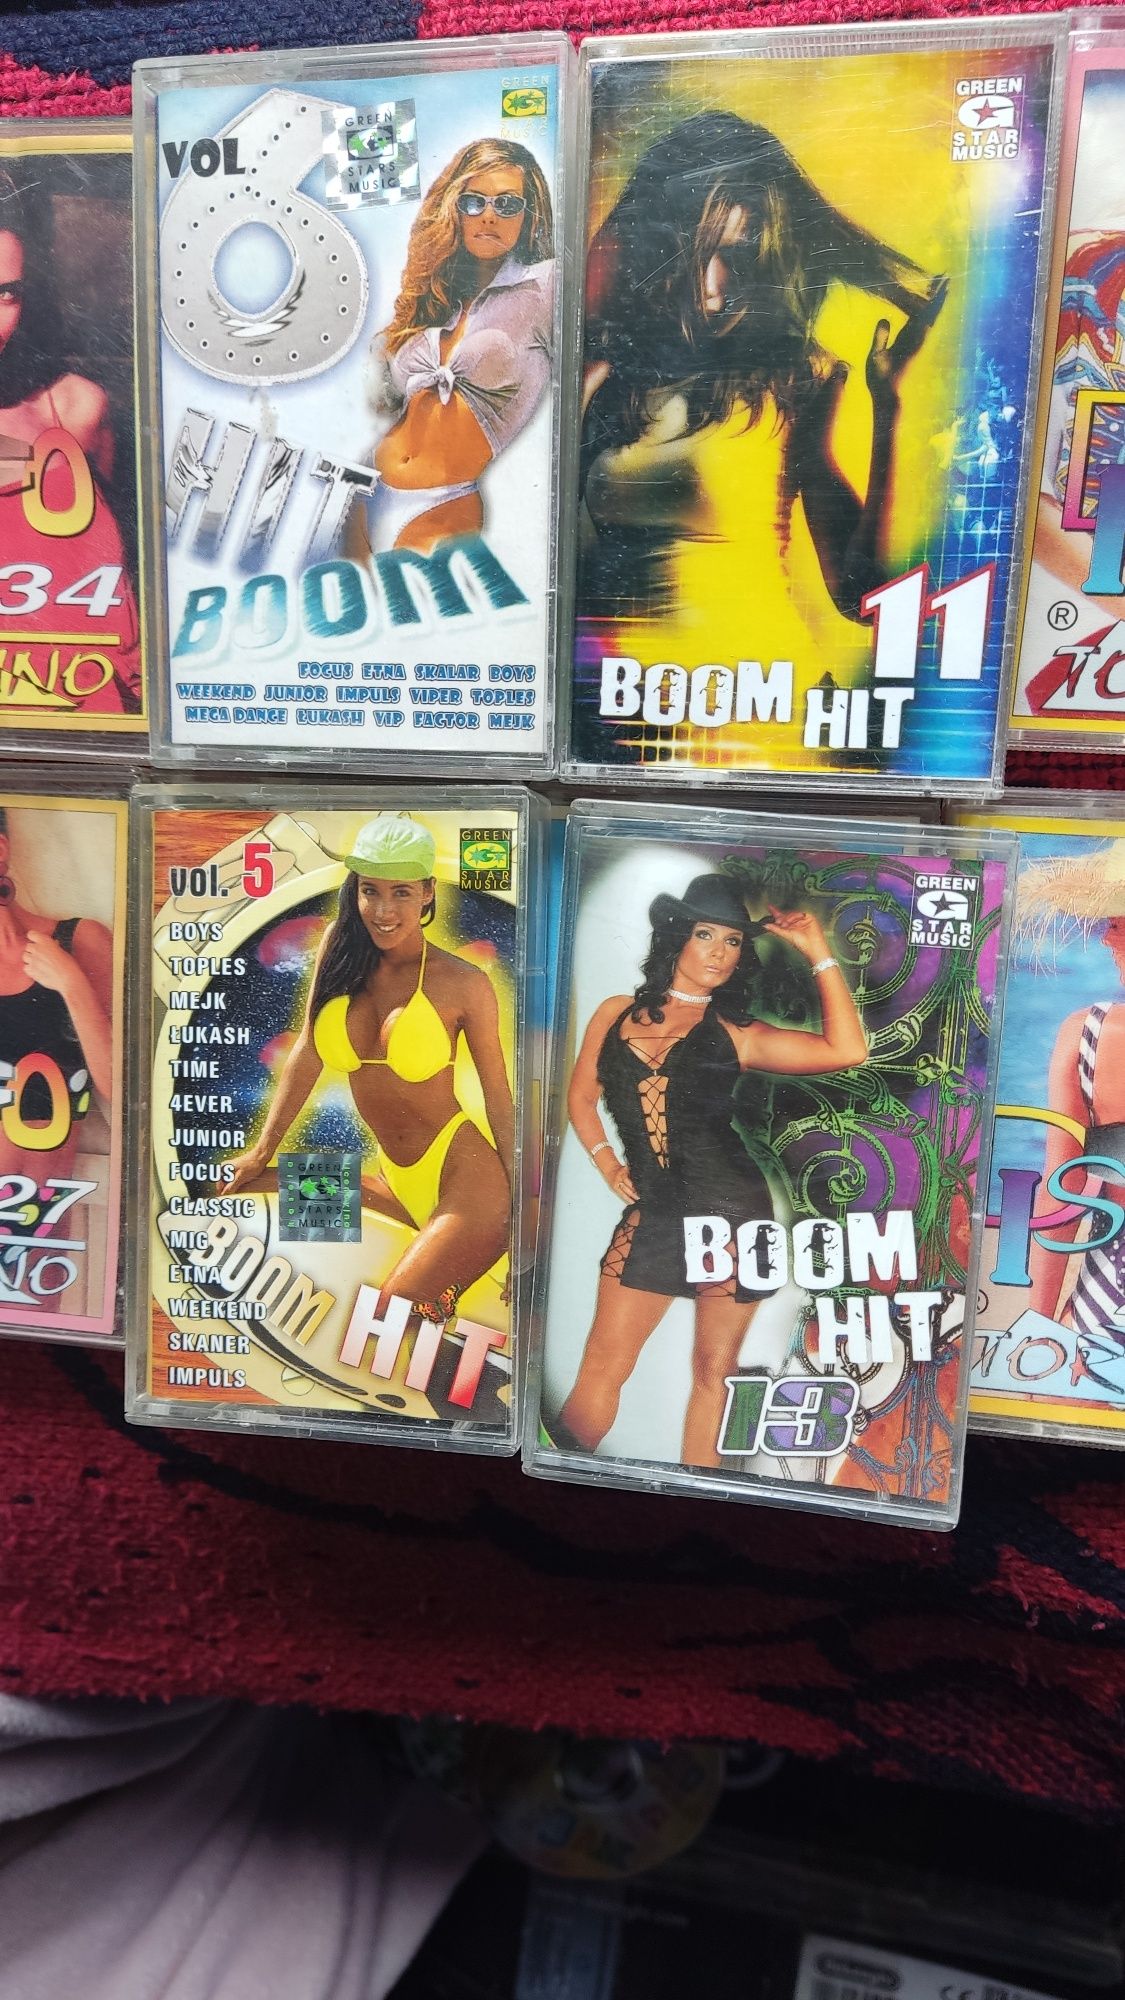 VOL 6
GREEN
STARS
MUSIC
GREEN
G
MUSIC
HIT
BOOM
FOCUS ETNA SKALAR BOYS
WEEKEND JUNIOR IMPULS VIPER TOPLES
MEGA DANCE ŁUKASH VIP FACTOR MEJK
GREEN
G
STAR
MUSIC
11
BOOM HIT
34
®
vol. 5
GREEN
G
STAR
MUSIC
BOYS
TOPLES
MEJK
ŁUKASH
TIME
4EVER
JUNIOR
FOCUS
CLASSIC
MIG
ETNA
WEEKEND
SKANER
IMPULS
GREEN
STARS
MUSIC
BOOM
HIT
GREEN
G
STAR
MUSIC
BOOM
HIT
13
27